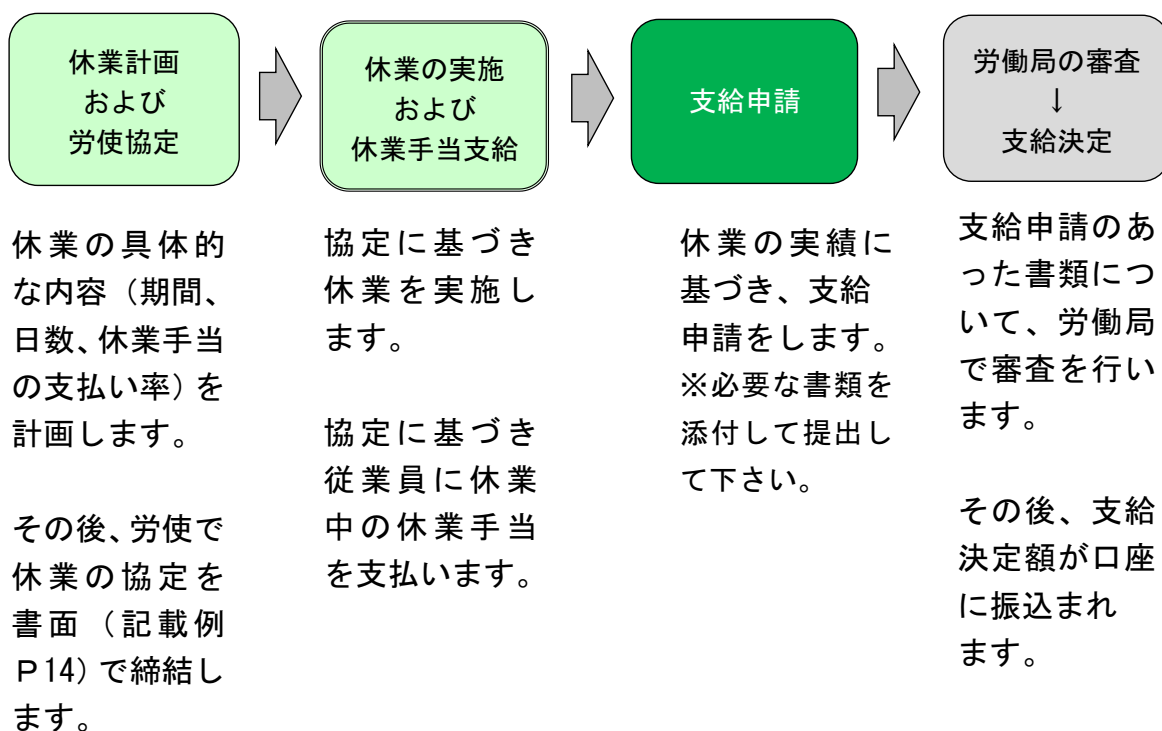 休業計画
および
労使協定
休業の実施
および
休業手当支給
支給申請
労働局の審査
↓
支給決定
休業の具体的
な内容（期間、
日数、休業手当
の支払い率）を
計画します。
その後、労使で
休業の協定を
書面（記載例
Ｐ14）で締結し
ます。
協定に基づき
休業を実施し
ます。
協定に基づき
従業員に休業
中の休業手当
を支払います。
休業の実績に
基づき、支給
申請をします。
※必要な書類を
添付して提出し
て下さい。
支給申請のあ
った書類につ
いて、労働局
で審査を行い
ます。
その後、支給
決定額が口座
に振込まれ
ます。